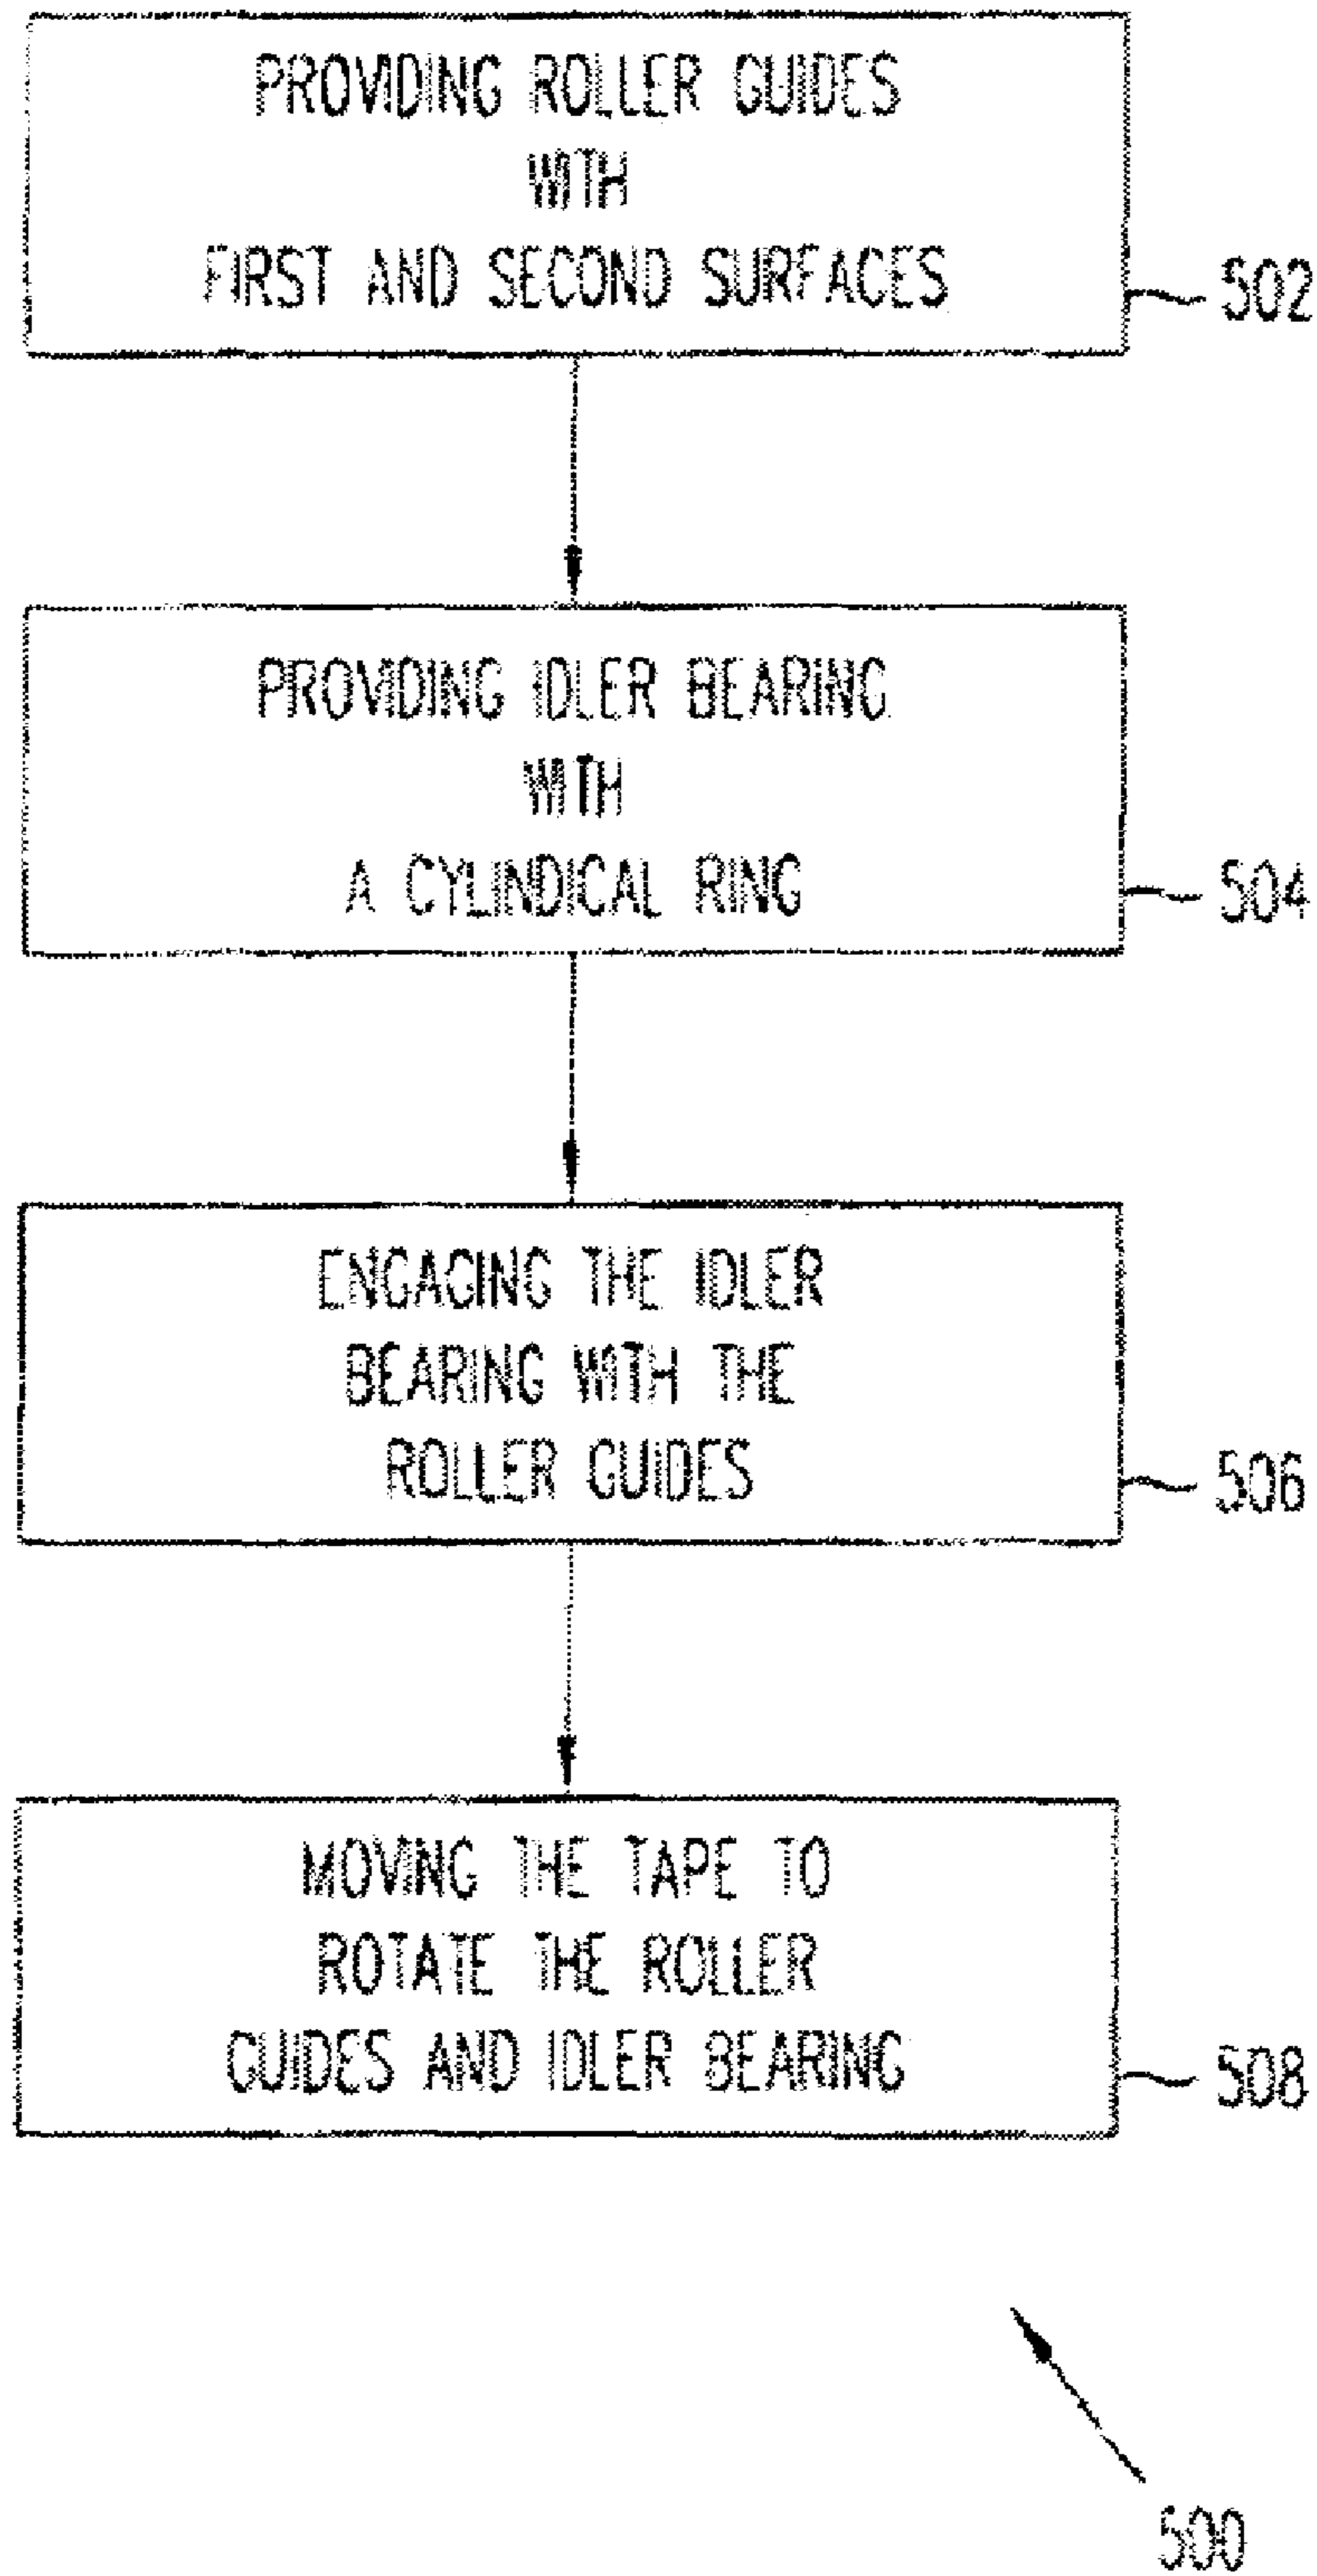 PROVIDING ROLLER GUIDES
WITH
FIRST AND SECOND SURFACES
502
PROVIDING IDLER BEARING
WITH
A CYLINDICAL RING
504
ENGAGING THE IDLER
BEARING WITH THE
ROLLER GUIDES
506
MOVING THE TAPE TO
ROTATE THE ROLLER
GUIDES AND IDLER BEARING
508
500